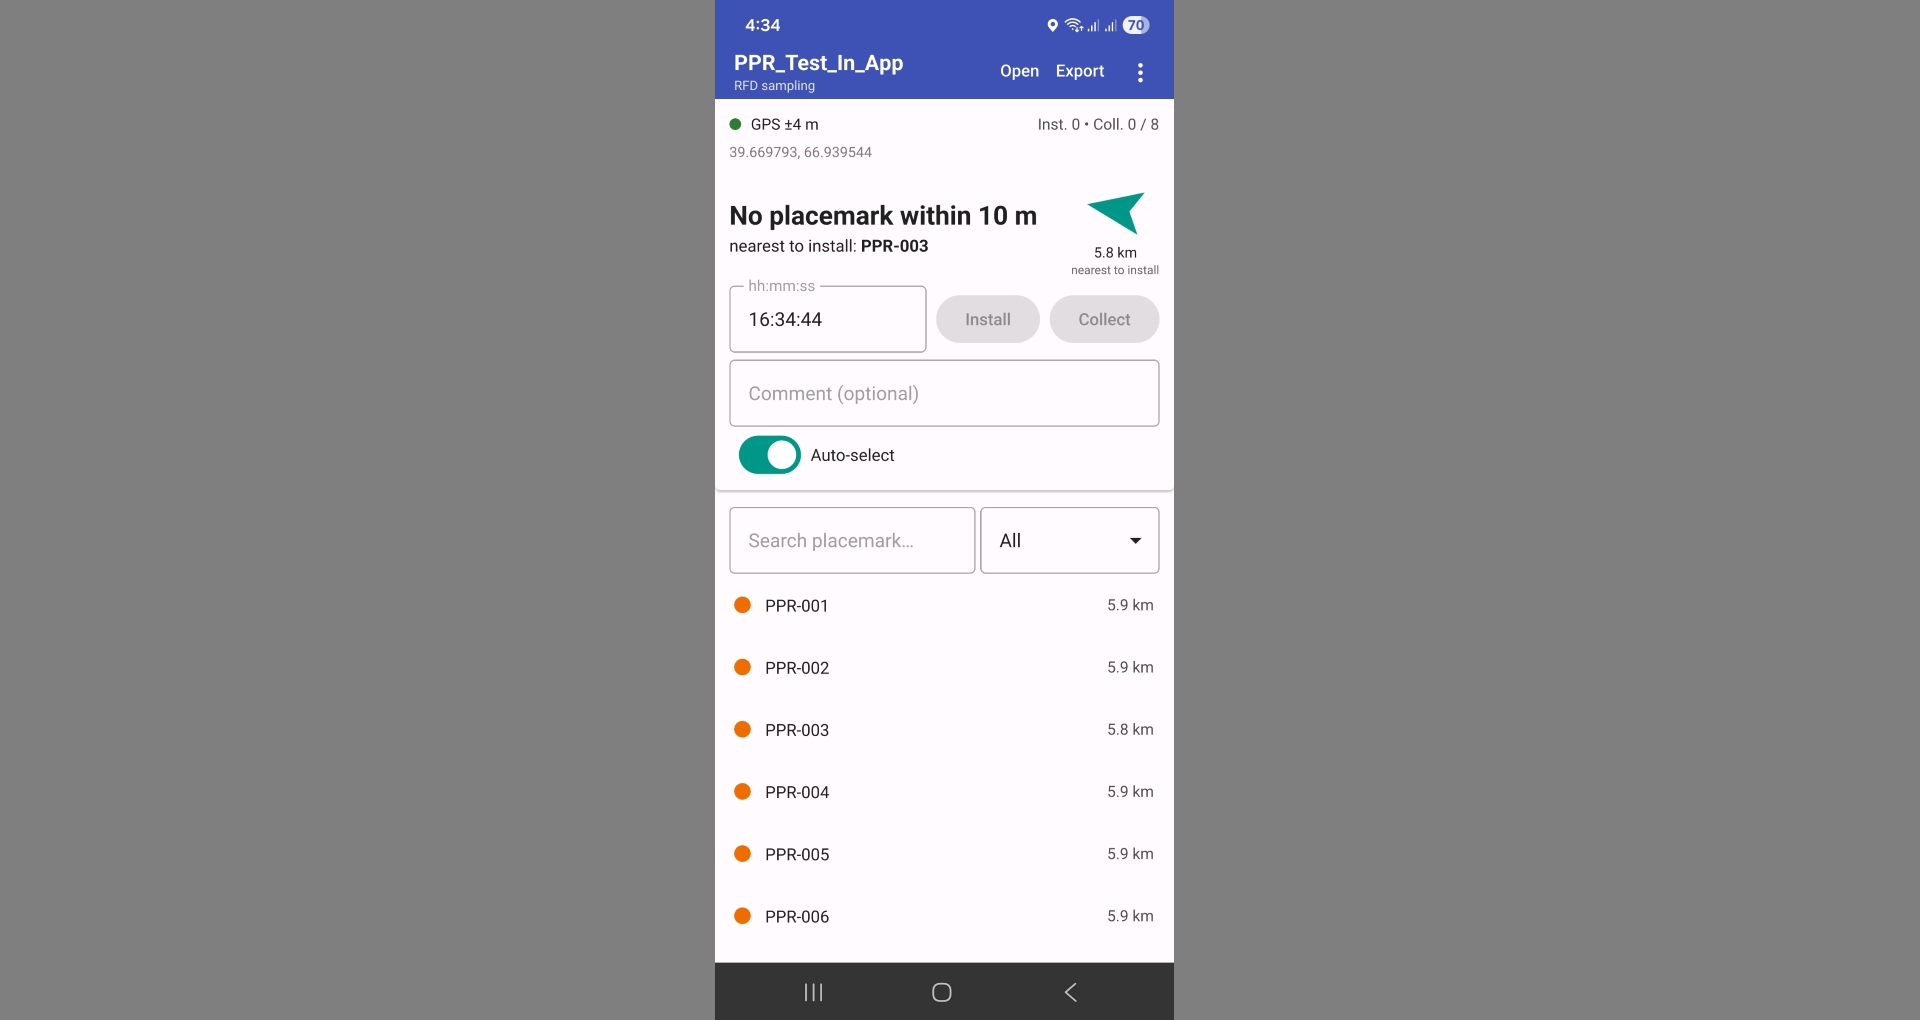 4:34
70
PPR_Test_In_App
Open Export
RFD sampling
GPS ±4 m
Inst. 0 • Coll. 0 / 8
39.669793, 66.939544
No placemark within 10 m
nearest to install: PPR-003
5.8 km
nearest to install
hh:mm:ss
16:34:44
Install
Collect
Comment (optional)
Auto-select
Search placemark...
All
PPR-001 5.9 km
PPR-002 5.9 km
PPR-003 5.8 km
PPR-004 5.9 km
PPR-005 5.9 km
PPR-006 5.9 km